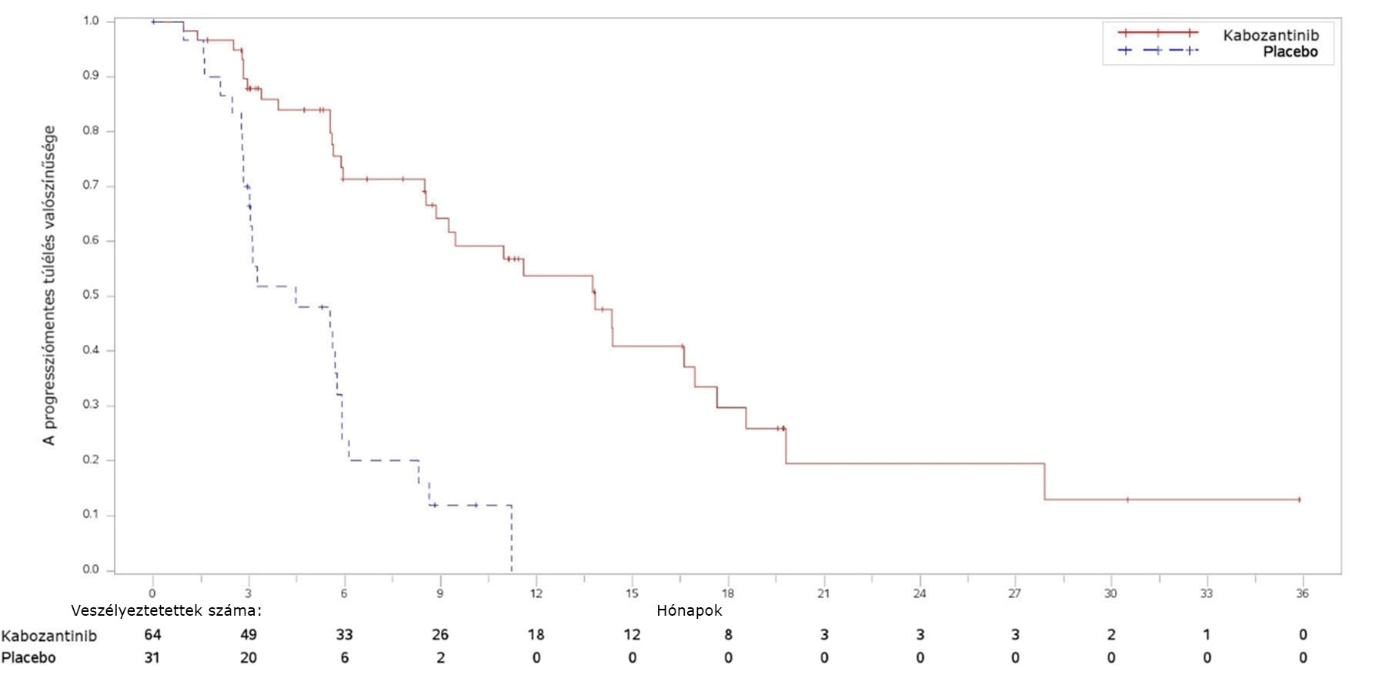 1.0
0.9
0.8
0.7
0.6
0.5
0.4
0.3
0.2
0.1
0.0
A progressziómentes túlélés valószínűsége
Kabozantinib
Placebo
0 3 6 9 12 15 18 21 24 27 30 33 36
Veszélyeztetettek száma: Hónapok
Kabozantinib 64 49 33 26 18 12 8 3 3 3 2 1 0
Placebo 31 20 6 2 0 0 0 0 0 0 0 0 0